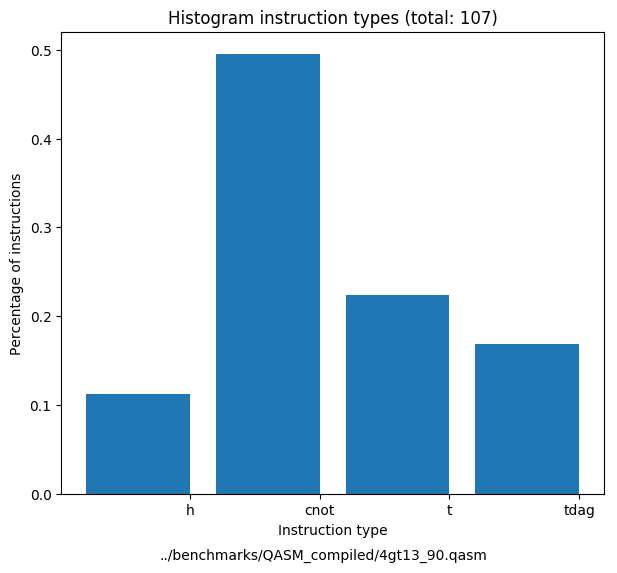 Histogram instruction types (total: 107)
Percentage of instructions
0.5
0.4
0.3
0.2
0.1
0.0
h cnot t tdag
Instruction type
../benchmarks/QASM_compiled/4gt13_90.qasm